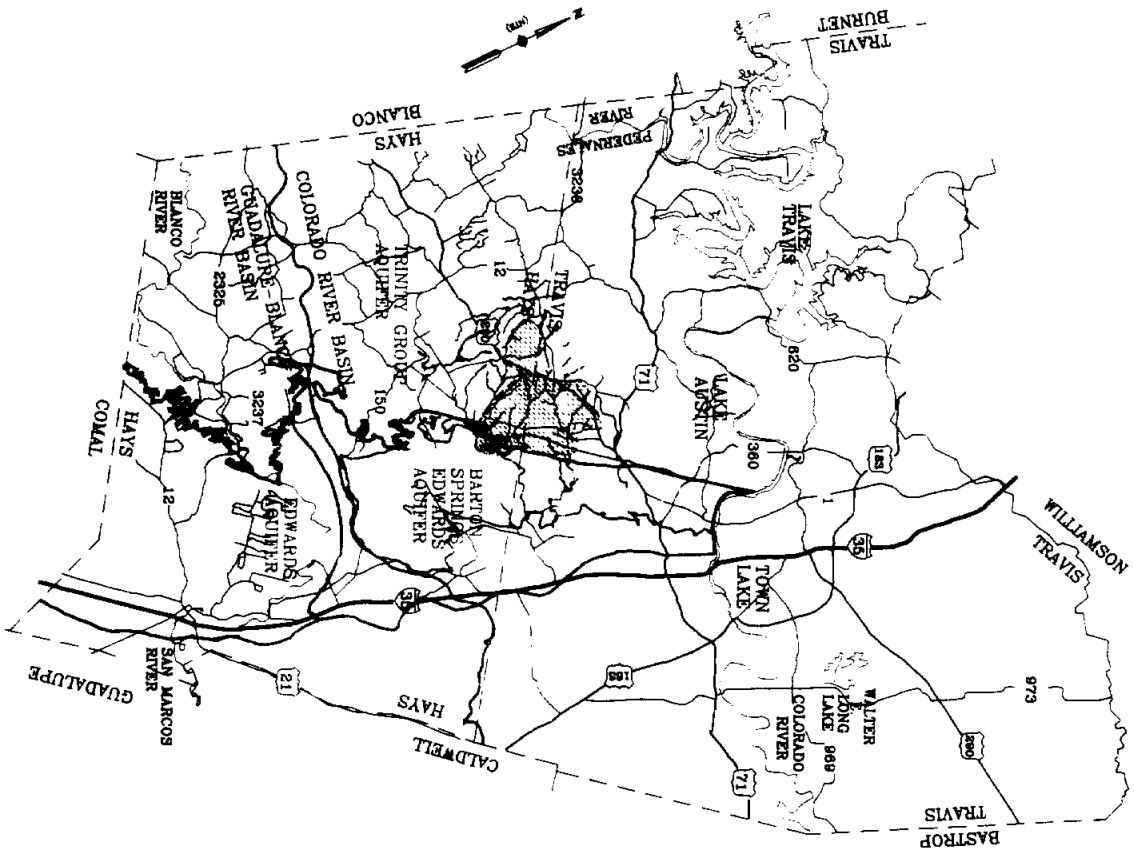 N
(NTS)
TRAVIS
BURNET
BLANCO
HAYS
PEDERNALES
RIVER
3238
LAKE
TRAVIS
BLANCO
RIVER
COLORADO RIVER BASIN
GUADALUPE-BLANCO
RIVER BASIN
2325
TRINITY GROUP
AQUIFER
12
TRAVIS
HAYS
290
620
71
LAKE
AUSTIN
150
3237
HAYS
COMAL
12
BARTON
SPRINGS
EDWARDS
AQUIFER
EDWARDS
AQUIFER
360
183
1
WILLIAMSON
TRAVIS
35
TOWN
LAKE
35
SAN MARCOS
RIVER
GUADALUPE
21
HAYS
CALDWELL
183
WALTER
E.
LONG
LAKE
COLORADO
RIVER
969
973
290
71
TRAVIS
BASTROP